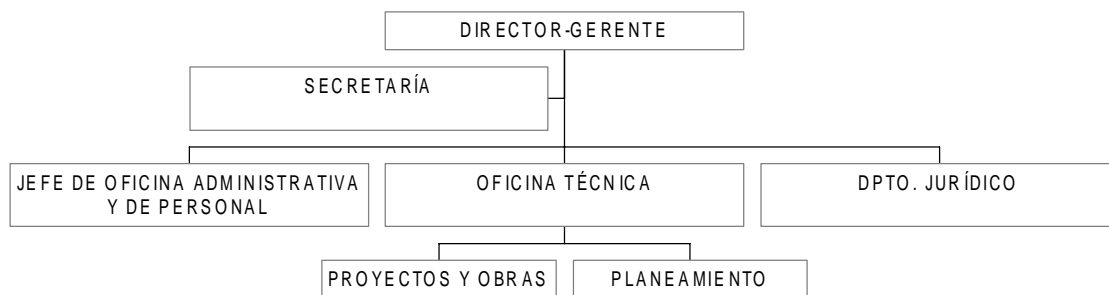 DIRECTOR-GERENTE
SECRETARÍA
JEFE DE OFICINA ADMINISTRATIVA
Y DE PERSONAL
OFICINA TÉCNICA
DPTO. JURÍDICO
PROYECTOS Y OBRAS
PLANEAMIENTO